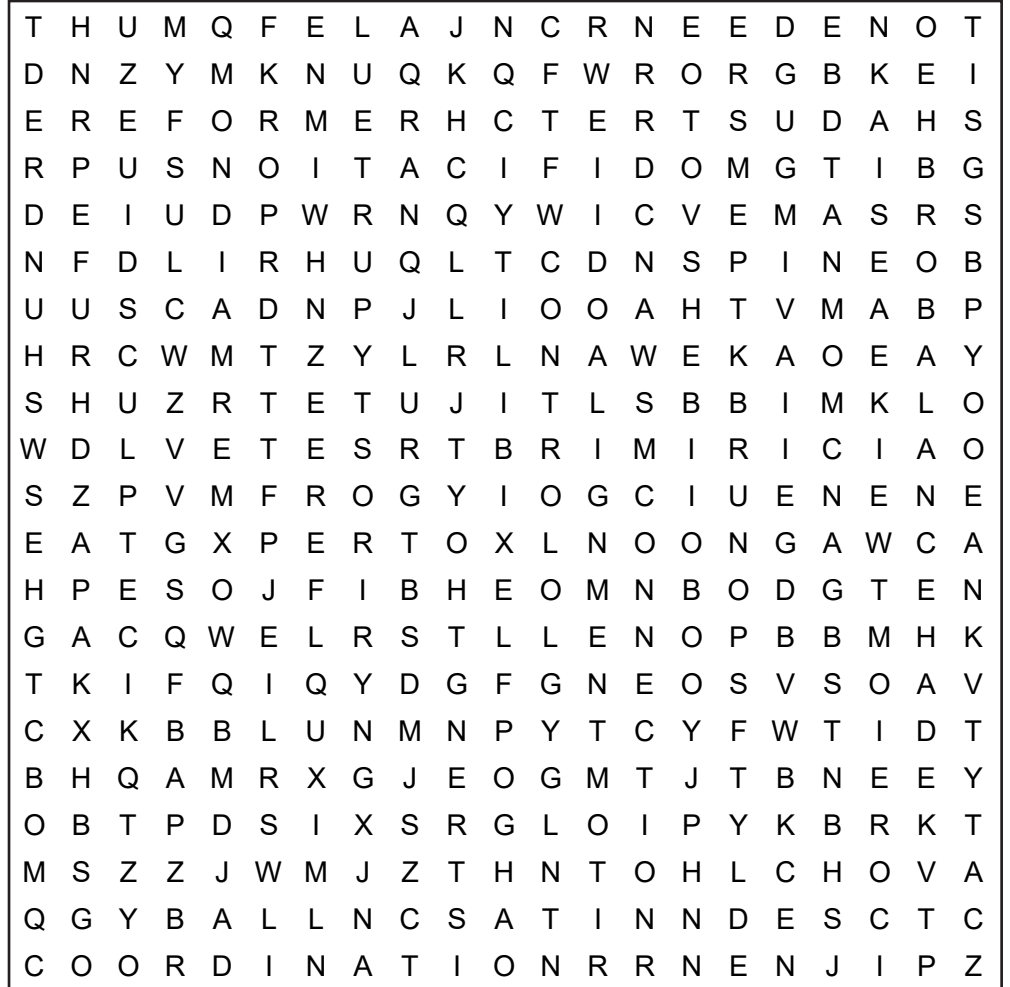 T H U M Q F E L A J N C R N E E D E N O T
D N Z Y M K N U Q K Q F W R O R G B K E I
E R E F O R M E R H C T E R T S U D A H S
R P U S N O I T A C I F I D O M G T I B G
D E I U D P W R N Q Y W I C V E M A S R S
N F D L I R H U Q L T C D N S P I N E O B
U U S C A D N P J L I O O A H T V M A B P
H R C W M T Z Y L R L N A W E K A O E A Y
S H U Z R T E T U J I T L S B B I M K L O
W D L V E T E S R T B R I M I R I C I A O
S Z P V M F R O G Y I O G C I U E N E N E
E A T G X P E R T O X L N O O N G A W C A
H P E S O J F I B H E O M N B O D G T E N
G A C Q W E L R S T L L E N O P B B M H K
T K I F Q I Q Y D G F G N E O S V S O A V
C X K B B L U N M N P Y T C Y F W T I D T
B H Q A M R X G J E O G M T J T B N E E Y
O B T P D S I X S R G L O I P Y K B R K T
M S Z Z J W M J Z T H N T O H L C H O V A
Q G Y B A L L N C S A T I N N D E S C T C
C O O R D I N A T I O N R R N E N J I P Z